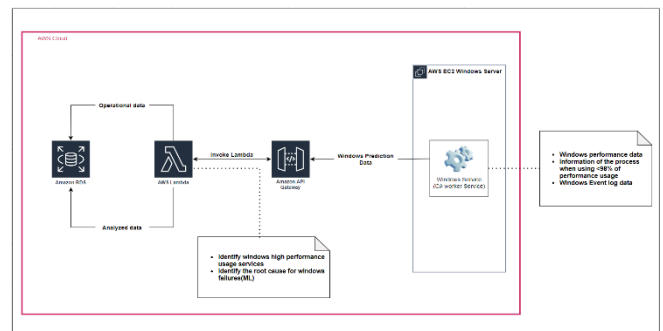 AWS Cloud
AWS EC2 Windows Server
Operational data
Invoke Lambda
Windows Prediction
Data
Amazon RDS
AWS Lambda
Amazon API
Gateway
Windows Service
(C# worker Service)
Analyzed data
• Windows performance data
• Information of the process
when using <98% of
performance usage
• Windows Event log data
• Identify windows high performance
usage services
• Identify the root cause for windows
failures(ML)